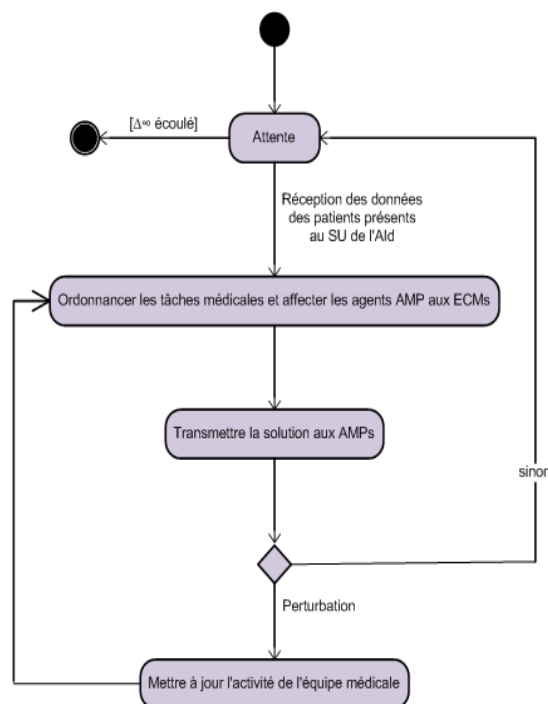 [Δ∞ écoulé]
Attente
Réception des données
des patients présents
au SU de l'AId
Ordonnancer les tâches médicales et affecter les agents AMP aux ECMs
Transmettre la solution aux AMPs
sinon
Perturbation
Mettre à jour l'activité de l'équipe médicale